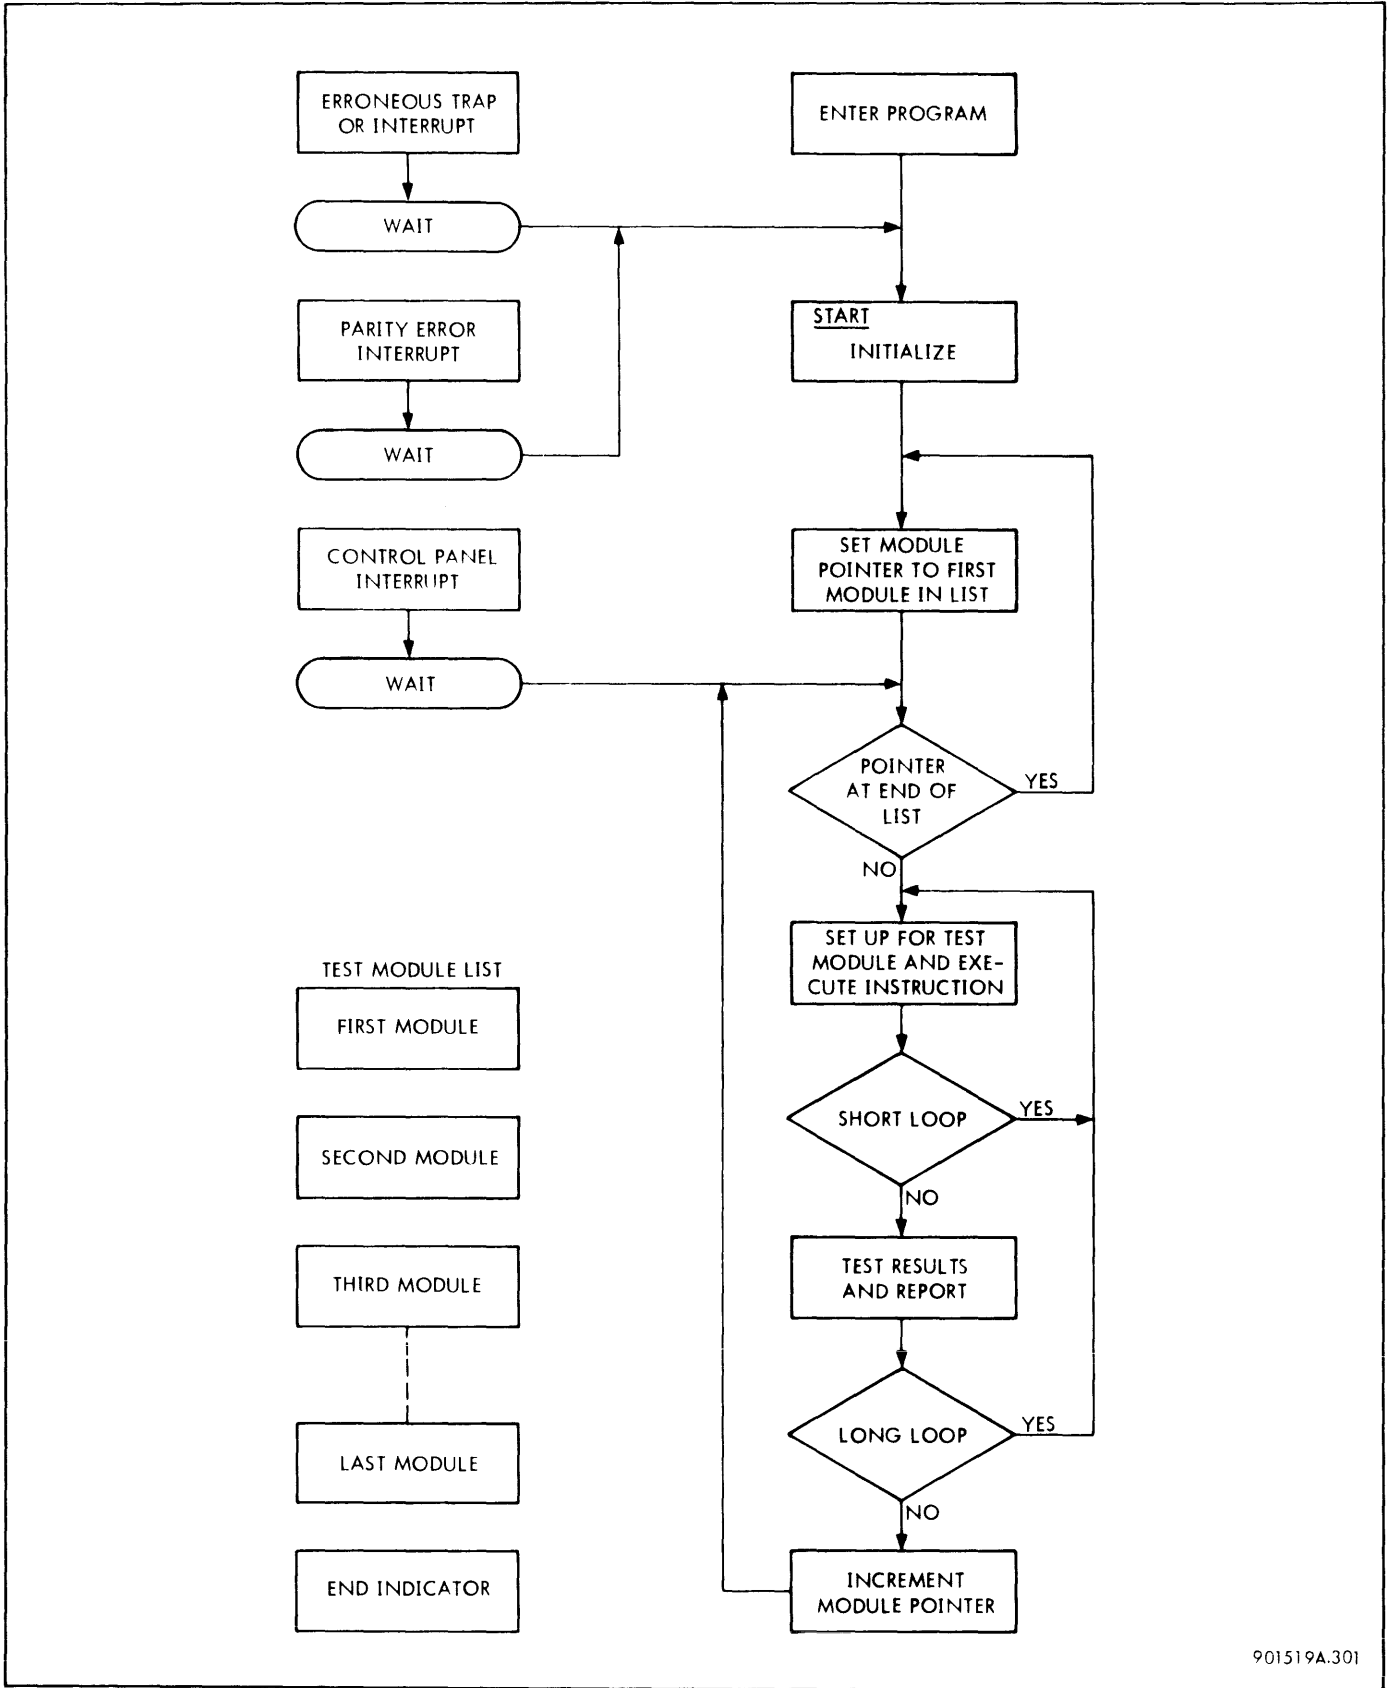 ERRONEOUS TRAP
OR INTERRUPT
WAIT
PARITY ERROR
INTERRUPT
WAIT
CONTROL PANEL
INTERRUPT
WAIT
TEST MODULE LIST
FIRST MODULE
SECOND MODULE
THIRD MODULE
LAST MODULE
END INDICATOR
ENTER PROGRAM
START
INITIALIZE
SET MODULE
POINTER TO FIRST
MODULE IN LIST
POINTER
AT END OF
LIST
YES
NO
SET UP FOR TEST
MODULE AND EXE-
CUTE INSTRUCTION
SHORT LOOP
YES
NO
TEST RESULTS
AND REPORT
LONG LOOP
YES
NO
INCREMENT
MODULE POINTER
901519A.301